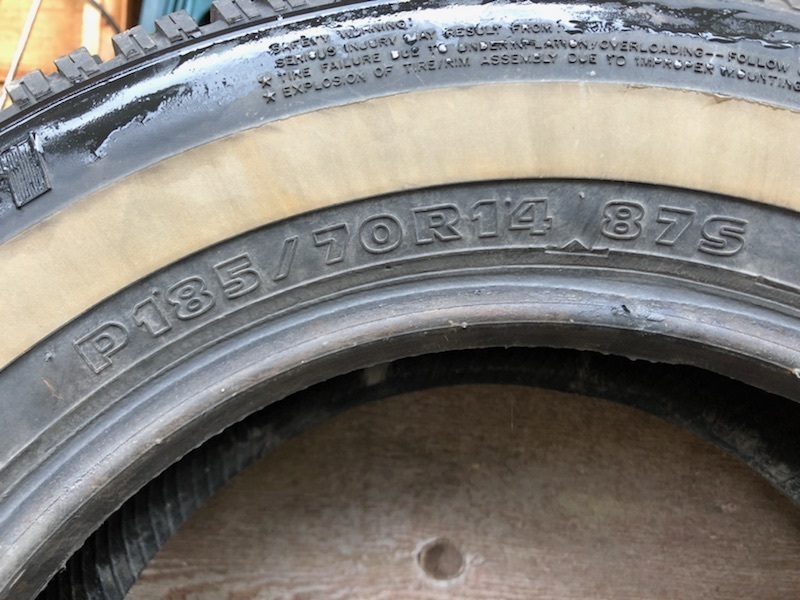 SAFETY WARNING!
SERIOUS INJURY MAY RESULT FROM:
★ TIRE FAILURE DUE TO UNDERINFLATION/OVERLOADING—FOLLOW
★ EXPLOSION OF TIRE/RIM ASSEMBLY DUE TO IMPROPER MOUNTING
P185/70R14 87S